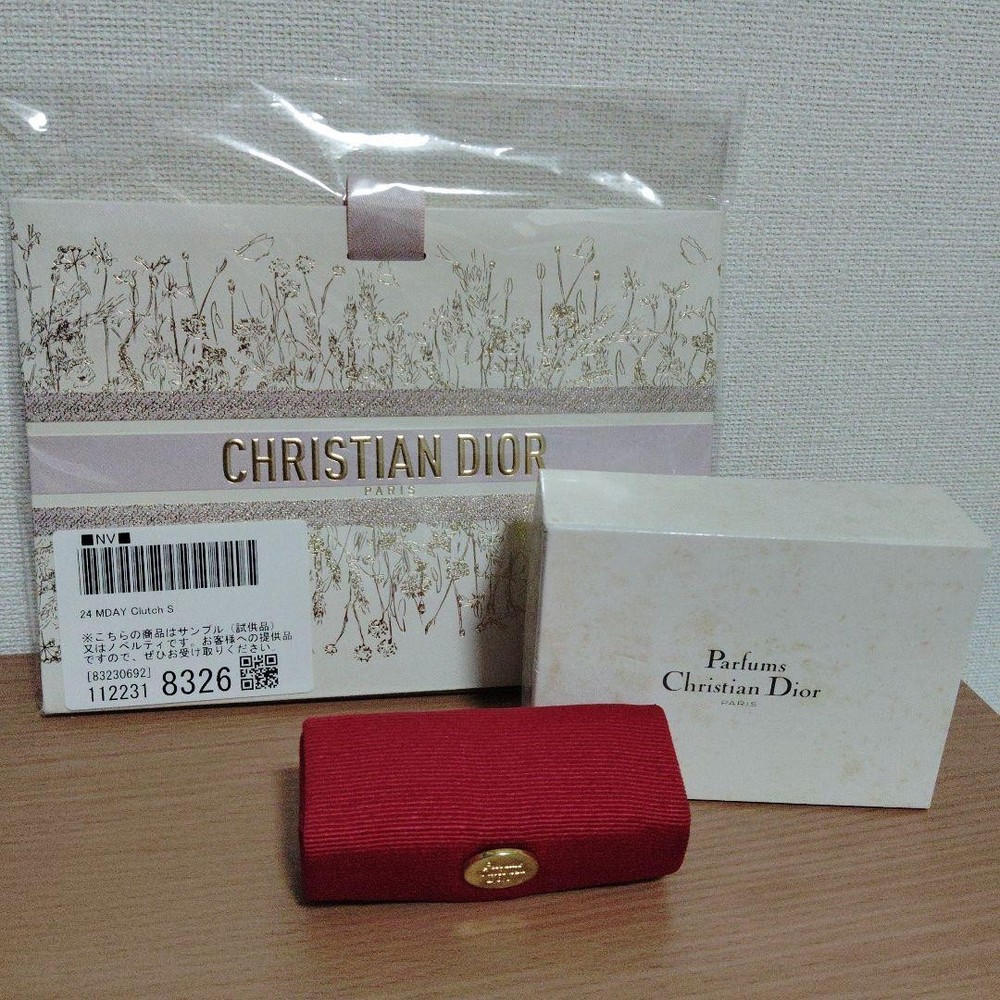 CHRISTIAN DIOR
PARIS
■NV■
24 MDAY Clutch S
※こちらの商品はサンプル（試供品）
又はノベルティです。お客様への提供品
ですので、ぜひお受け取りください。
[83230692]
112231 8326
Parfums
Christian Dior
PARIS